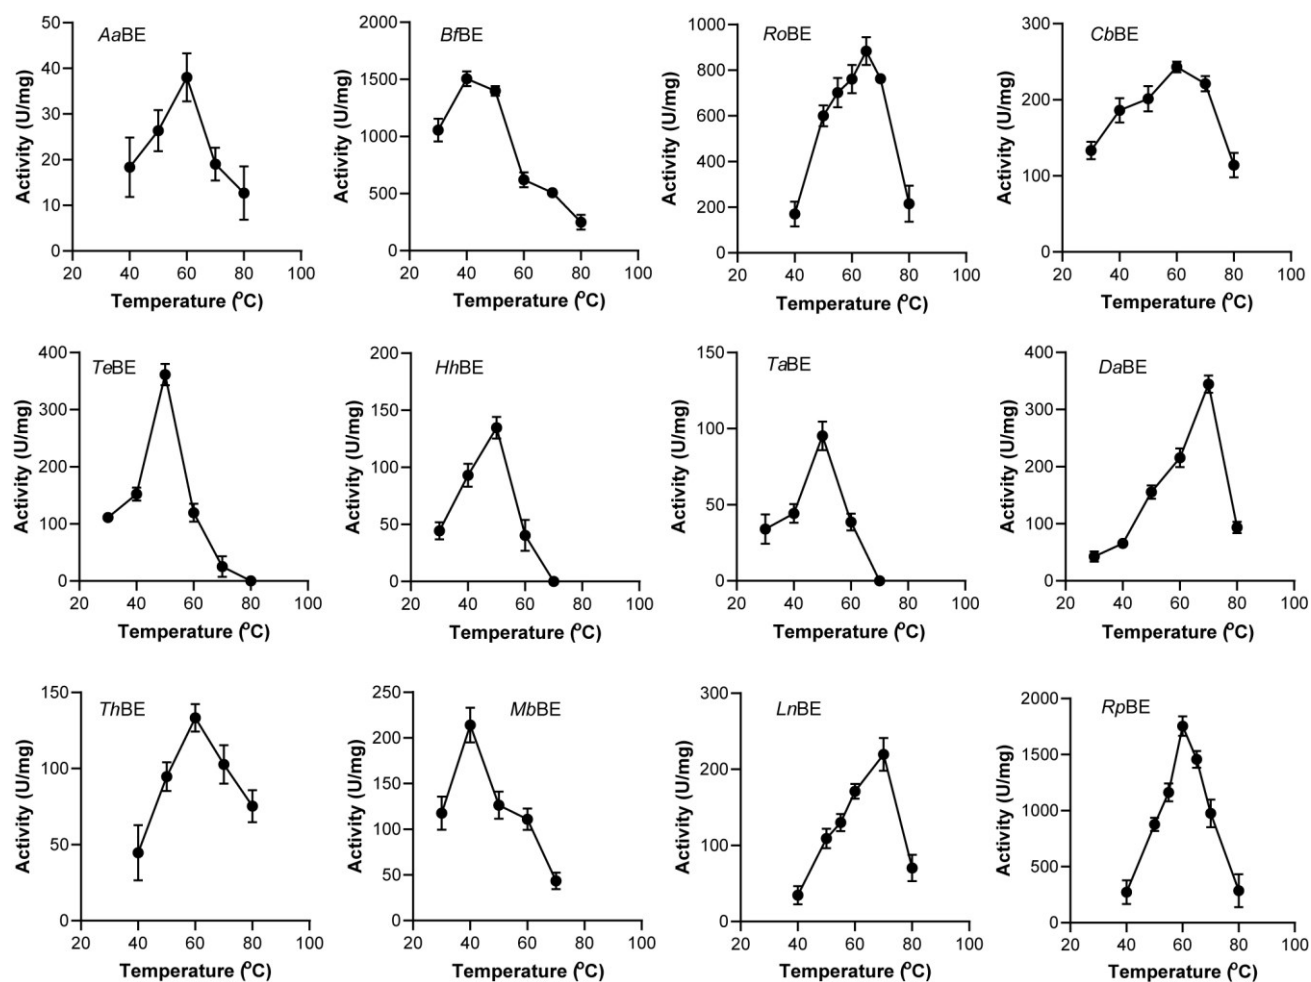 AaBE
Activity (U/mg)
50
40
30
20
10
0
20 40 60 80 100
Temperature (°C)
BfBE
Activity (U/mg)
2000
1500
1000
500
0
20 40 60 80 100
Temperature (°C)
RoBE
Activity (U/mg)
1000
800
600
400
200
0
20 40 60 80 100
Temperature (°C)
CbBE
Activity (U/mg)
300
200
100
0
20 40 60 80 100
Temperature (°C)
TeBE
Activity (U/mg)
400
300
200
100
0
20 40 60 80 100
Temperature (°C)
HhBE
Activity (U/mg)
200
150
100
50
0
20 40 60 80 100
Temperature (°C)
TaBE
Activity (U/mg)
150
100
50
0
20 40 60 80 100
Temperature (°C)
DaBE
Activity (U/mg)
400
300
200
100
0
20 40 60 80 100
Temperature (°C)
ThBE
Activity (U/mg)
150
100
50
0
20 40 60 80 100
Temperature (°C)
MbBE
Activity (U/mg)
250
200
150
100
50
0
20 40 60 80 100
Temperature (°C)
LnBE
Activity (U/mg)
300
200
100
0
20 40 60 80 100
Temperature (°C)
RpBE
Activity (U/mg)
2000
1500
1000
500
0
20 40 60 80 100
Temperature (°C)